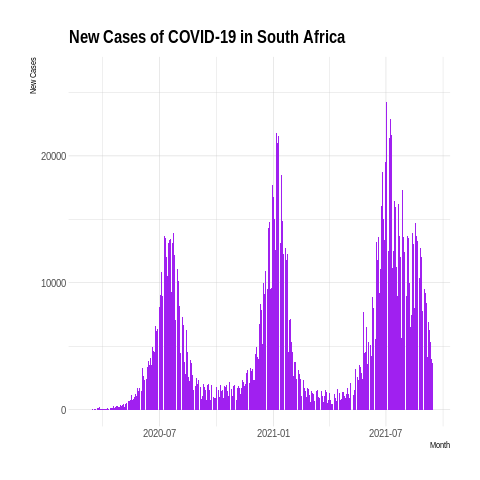 New Cases of COVID-19 in South Africa
New Cases
20000
10000
0
2020-07 2021-01 2021-07
Month